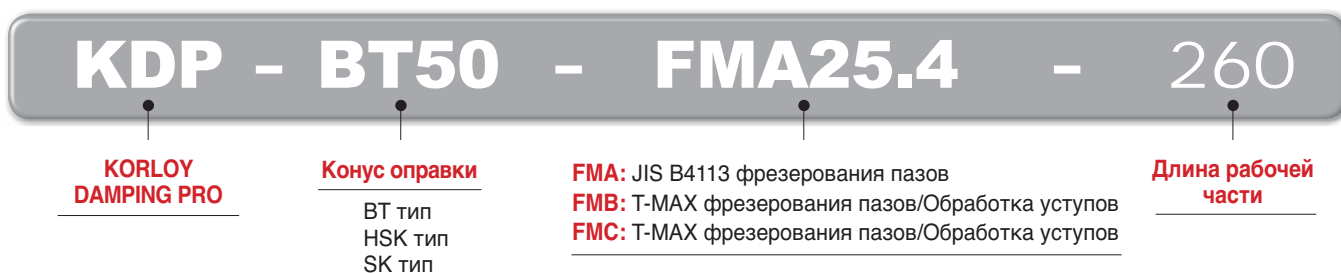 KDP - BT50 - FMA25.4 - 260
KORLOY
DAMPING PRO
Конус оправки
BT тип
HSK тип
SK тип
FMA: JIS B4113 фрезерования пазов
FMB: T-MAX фрезерования пазов/Обработка уступов
FMC: T-MAX фрезерования пазов/Обработка уступов
Длина рабочей
части